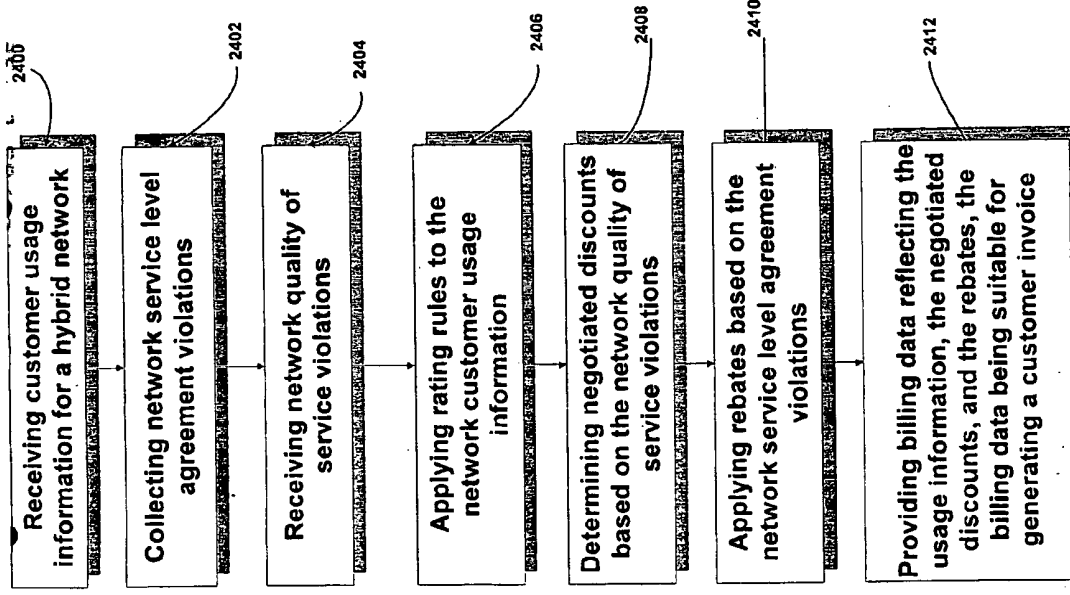 Receiving customer usage
information for a hybrid network
2400
Collecting network service level
agreement violations
2402
Receiving network quality of
service violations
2404
Applying rating rules to the
network customer usage
information
2406
Determining negotiated discounts
based on the network quality of
service violations
2408
Applying rebates based on the
network service level agreement
violations
2410
Providing billing data reflecting the
usage information, the negotiated
discounts, and the rebates, the
billing data being suitable for
generating a customer invoice
2412